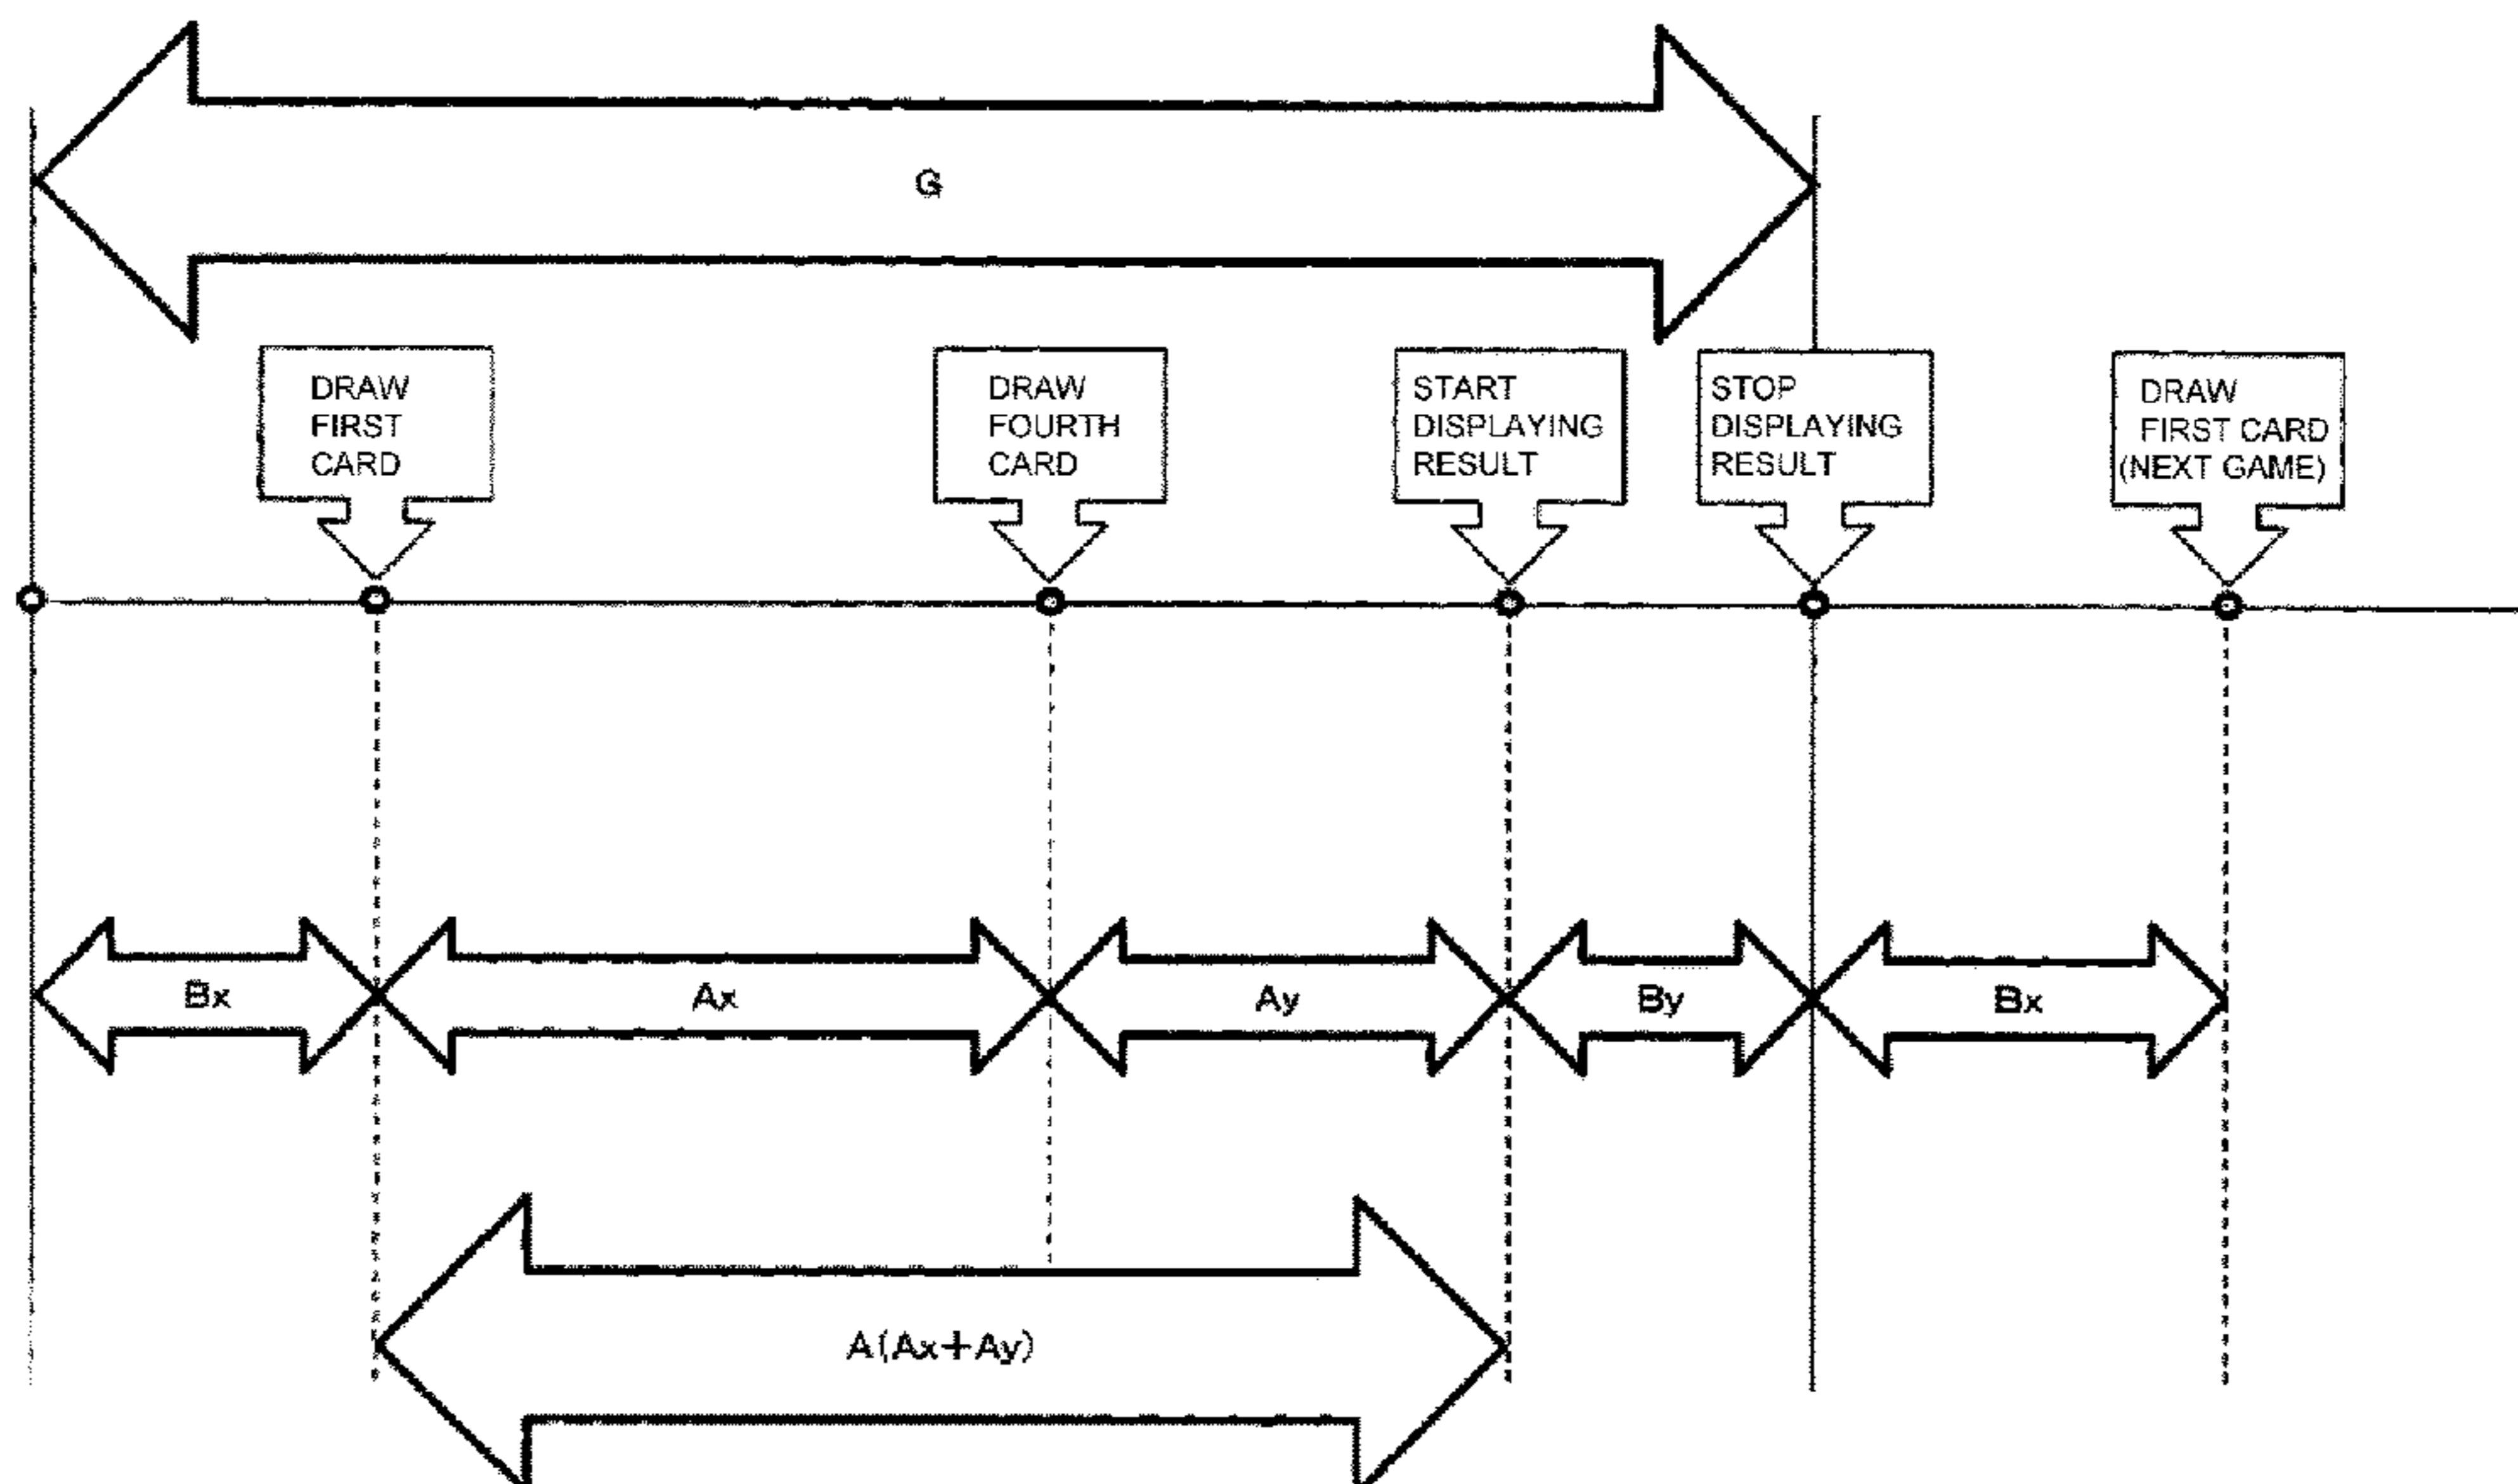 G
DRAW
FIRST
CARD
DRAW
FOURTH
CARD
START
DISPLAYING
RESULT
STOP
DISPLAYING
RESULT
DRAW
FIRST CARD
(NEXT GAME)
Bx
Ax
Ay
By
Bx
A(Ax+Ay)